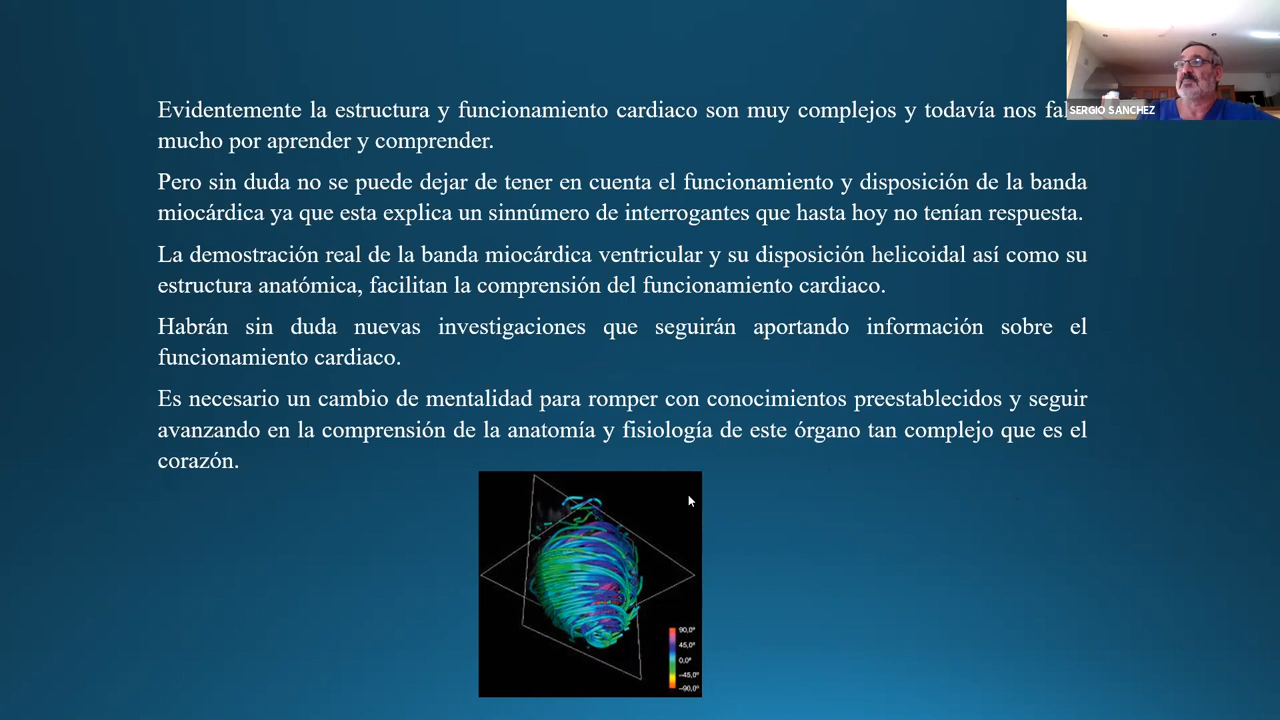 Evidentemente la estructura y funcionamiento cardiaco son muy complejos y todavía nos
mucho por aprender y comprender.
Pero sin duda no se puede dejar de tener en cuenta el funcionamiento y disposición de la banda
miocárdica ya que esta explica un sinnúmero de interrogantes que hasta hoy no tenían respuesta.
La demostración real de la banda miocárdica ventricular y su disposición helicoidal así como su
estructura anatómica, facilitan la comprensión del funcionamiento cardiaco.
Habrán sin duda nuevas investigaciones que seguirán aportando información sobre el
funcionamiento cardiaco.
Es necesario un cambio de mentalidad para romper con conocimientos preestablecidos y seguir
avanzando en la comprensión de la anatomía y fisiología de este órgano tan complejo que es el
corazón.
SERGIO SANCHEZ
90,0°
45,0°
0,0°
–45,0°
–90,0°